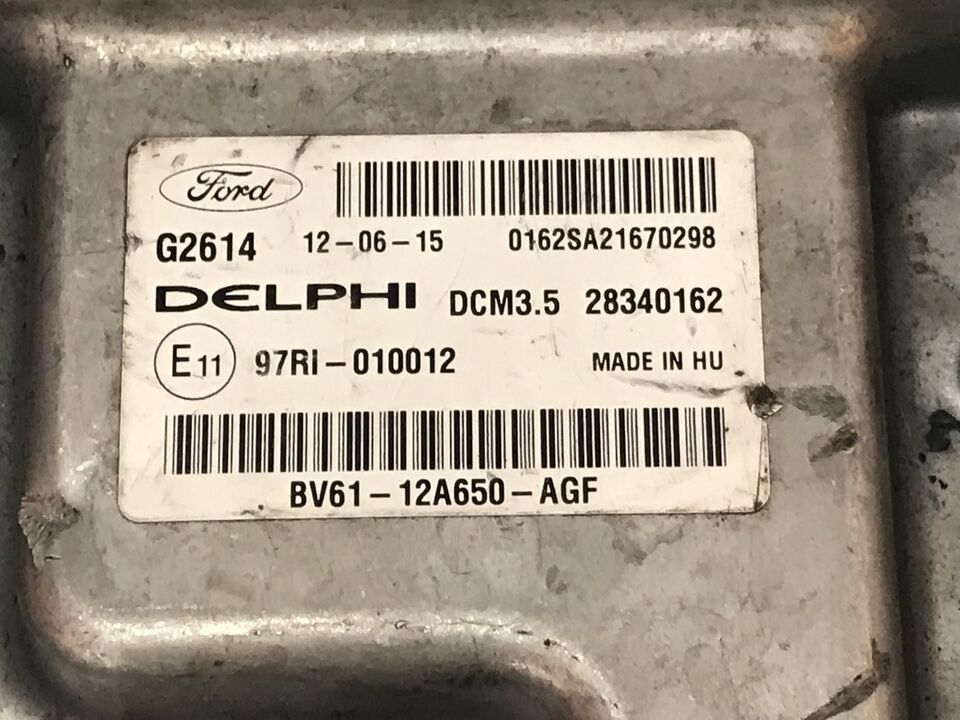 Ford
G2614 12-06-15 0162SA21670298
DELPHI DCM3.5 28340162
E11 97RI-010012 MADE IN HU
BV61-12A650-AGF